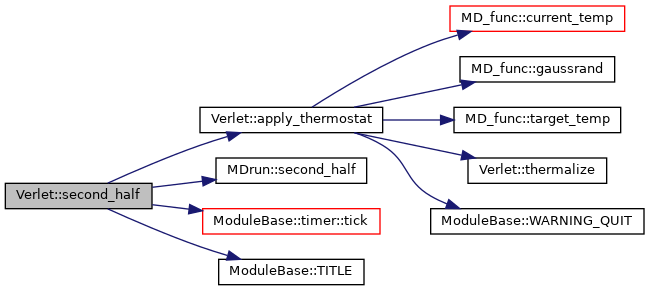 Verlet::second_half
Verlet::apply_thermostat
MDrun::second_half
ModuleBase::timer::tick
ModuleBase::TITLE
MD_func::current_temp
MD_func::gaussrand
MD_func::target_temp
Verlet::thermalize
ModuleBase::WARNING_QUIT